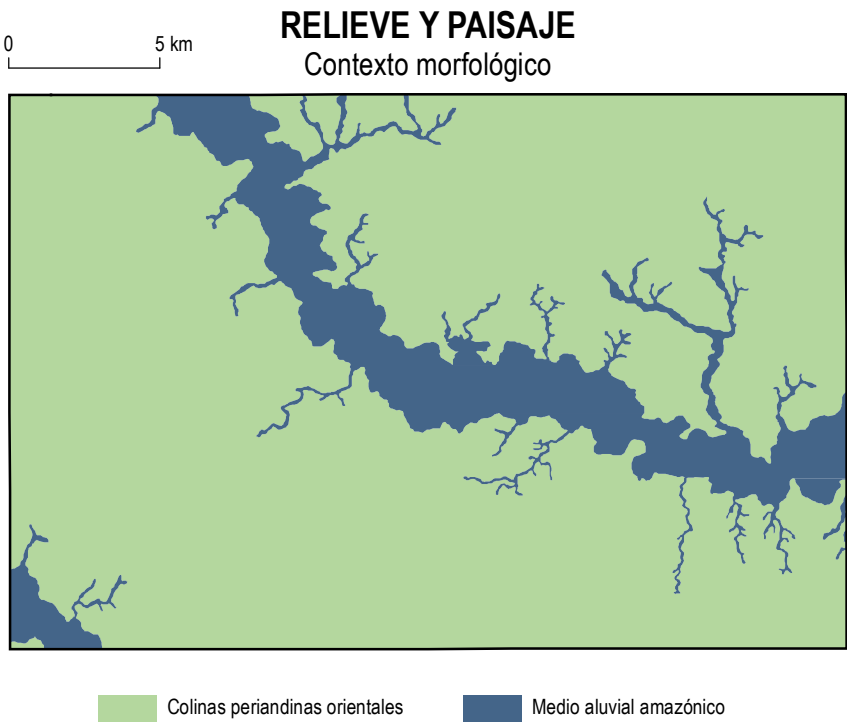 RELIEVE Y PAISAJE
Contexto morfológico
0 5 km
Colinas periandinas orientales
Medio aluvial amazónico